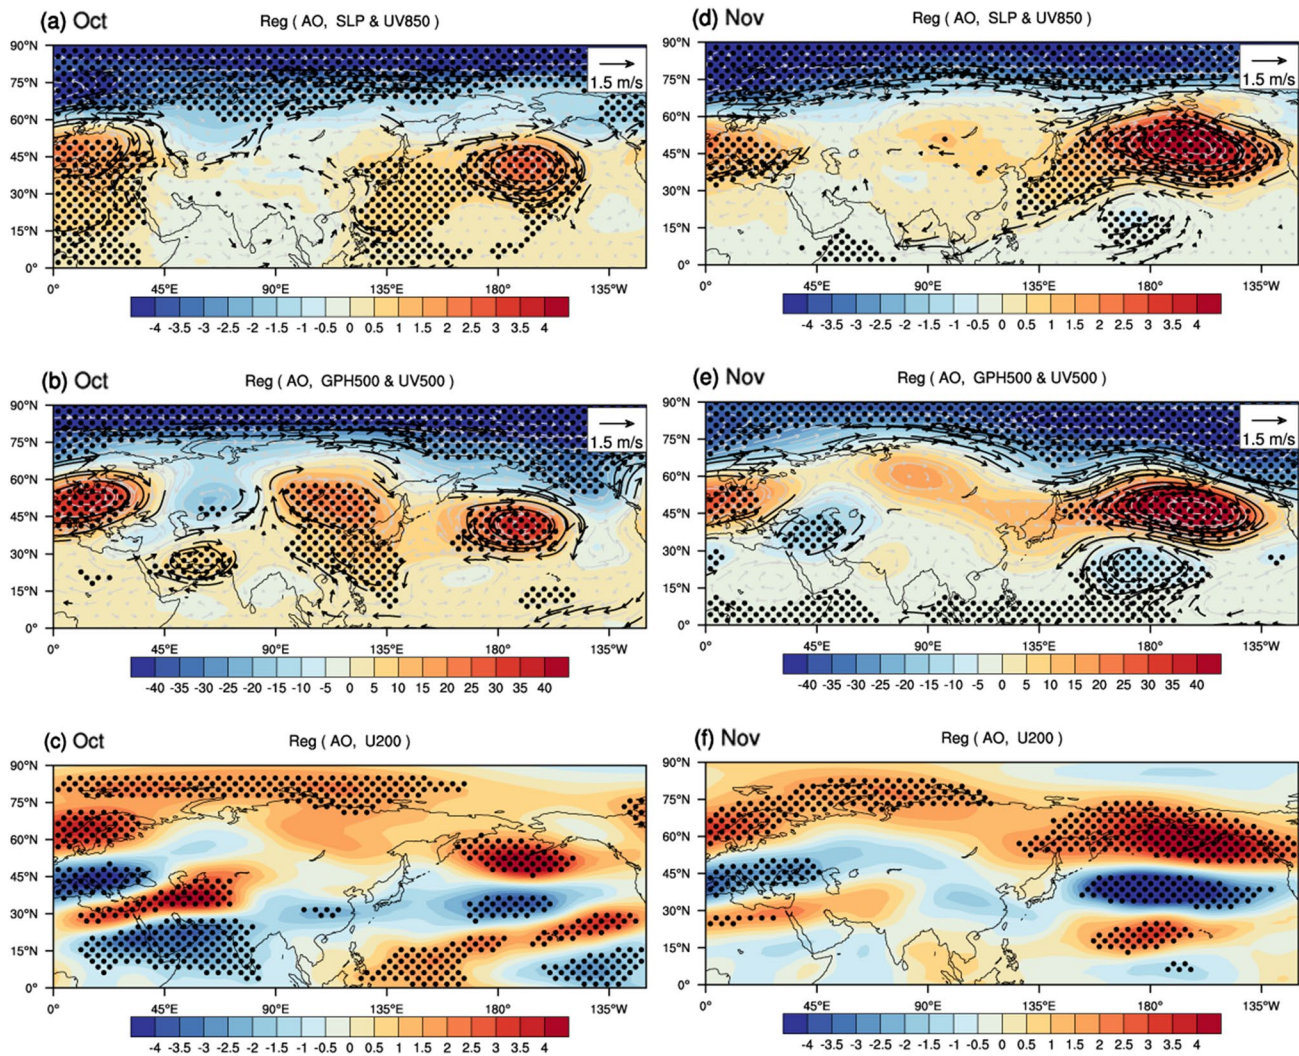 (a) Oct
Reg ( AO, SLP & UV850 )
90°N
75°N
60°N
45°N
30°N
15°N
0°
1.5 m/s
0° 45°E 90°E 135°E 180° 135°W
-4 -3.5 -3 -2.5 -2 -1.5 -1 -0.5 0 0.5 1 1.5 2 2.5 3 3.5 4
(d) Nov
Reg ( AO, SLP & UV850 )
90°N
75°N
60°N
45°N
30°N
15°N
0°
1.5 m/s
0° 45°E 90°E 135°E 180° 135°W
-4 -3.5 -3 -2.5 -2 -1.5 -1 -0.5 0 0.5 1 1.5 2 2.5 3 3.5 4
(b) Oct
Reg ( AO, GPH500 & UV500 )
90°N
75°N
60°N
45°N
30°N
15°N
0°
1.5 m/s
0° 45°E 90°E 135°E 180° 135°W
-40 -35 -30 -25 -20 -15 -10 -5 0 5 10 15 20 25 30 35 40
(e) Nov
Reg ( AO, GPH500 & UV500 )
90°N
75°N
60°N
45°N
30°N
15°N
0°
1.5 m/s
0° 45°E 90°E 135°E 180° 135°W
-40 -35 -30 -25 -20 -15 -10 -5 0 5 10 15 20 25 30 35 40
(c) Oct
Reg ( AO, U200 )
90°N
75°N
60°N
45°N
30°N
15°N
0°
0° 45°E 90°E 135°E 180° 135°W
-4 -3.5 -3 -2.5 -2 -1.5 -1 -0.5 0 0.5 1 1.5 2 2.5 3 3.5 4
(f) Nov
Reg ( AO, U200 )
90°N
75°N
60°N
45°N
30°N
15°N
0°
0° 45°E 90°E 135°E 180° 135°W
-4 -3.5 -3 -2.5 -2 -1.5 -1 -0.5 0 0.5 1 1.5 2 2.5 3 3.5 4